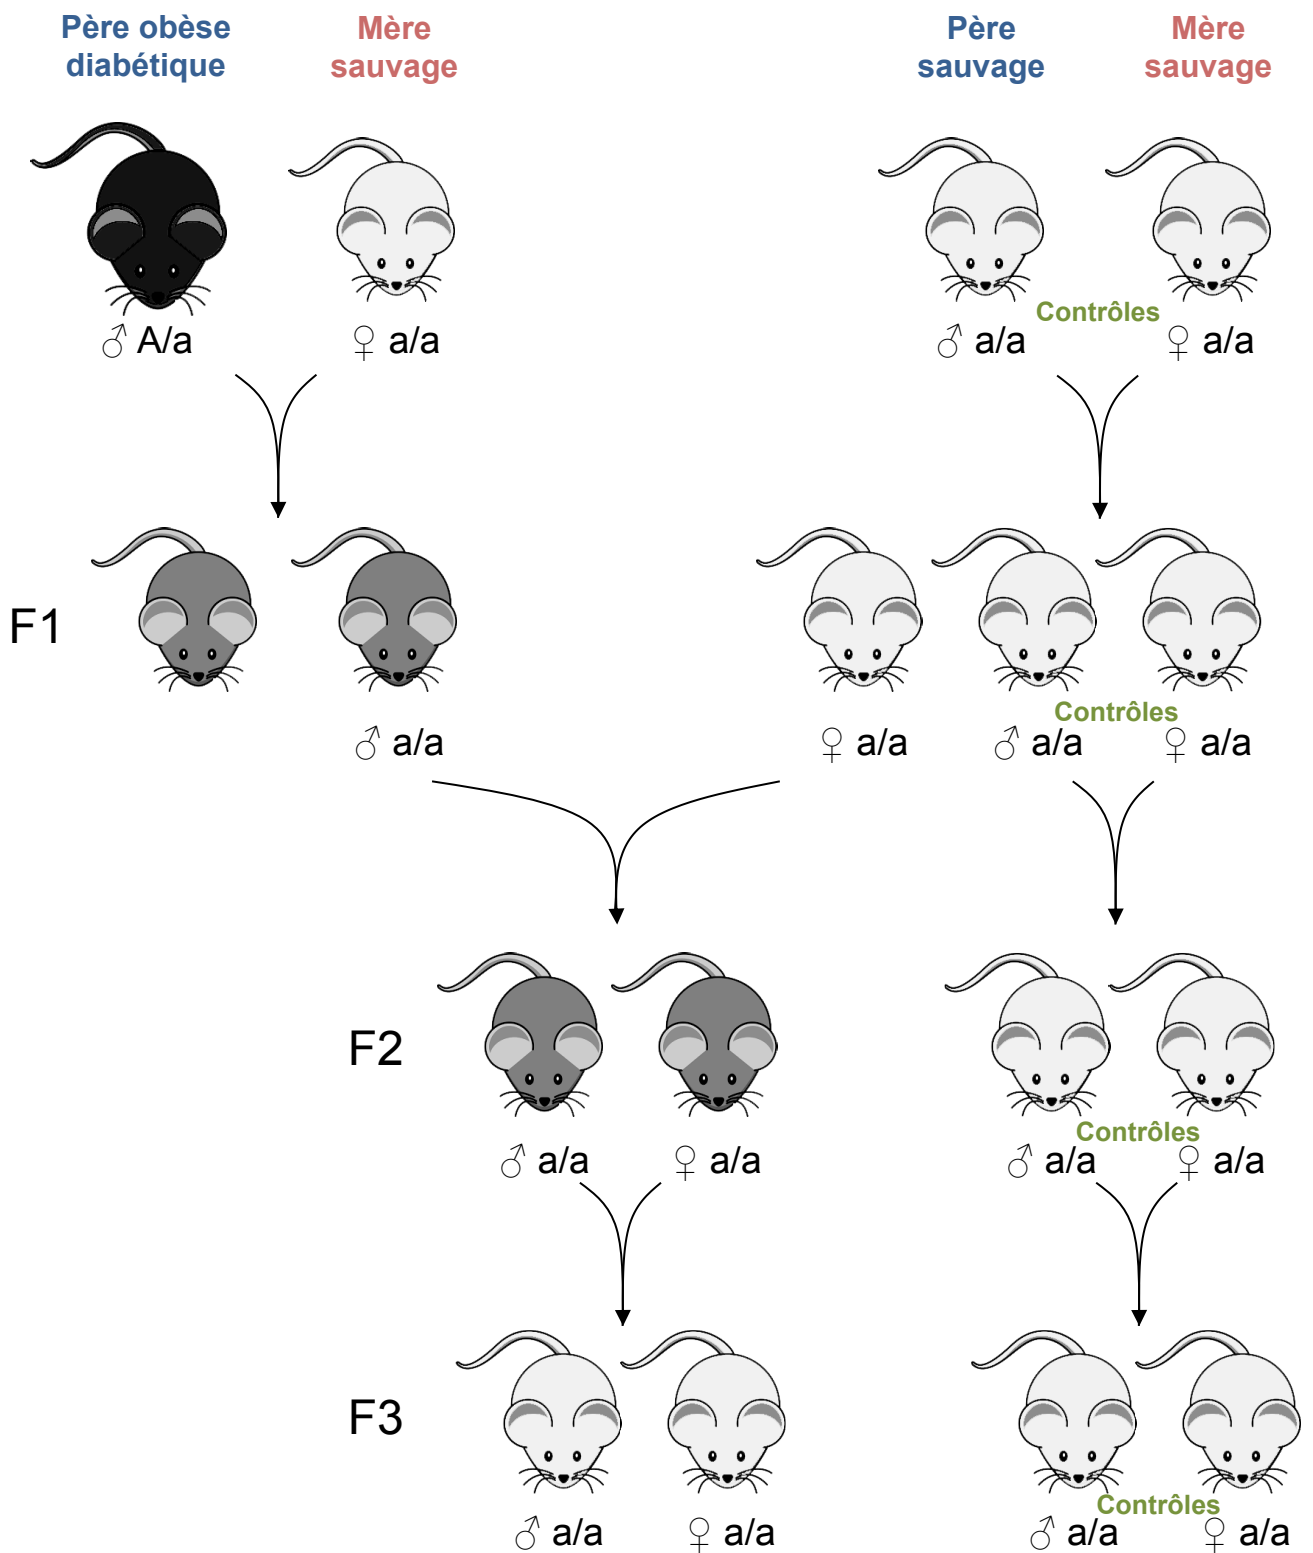 Père obèse
diabétique
Mère
sauvage
Père
sauvage
Mère
sauvage
Contrôles
♂ A/a
♀ a/a
♂ a/a
♀ a/a
F1
Contrôles
♂ a/a
♀ a/a
♂ a/a
♀ a/a
F2
Contrôles
♂ a/a
♀ a/a
♂ a/a
♀ a/a
F3
Contrôles
♂ a/a
♀ a/a
♂ a/a
♀ a/a